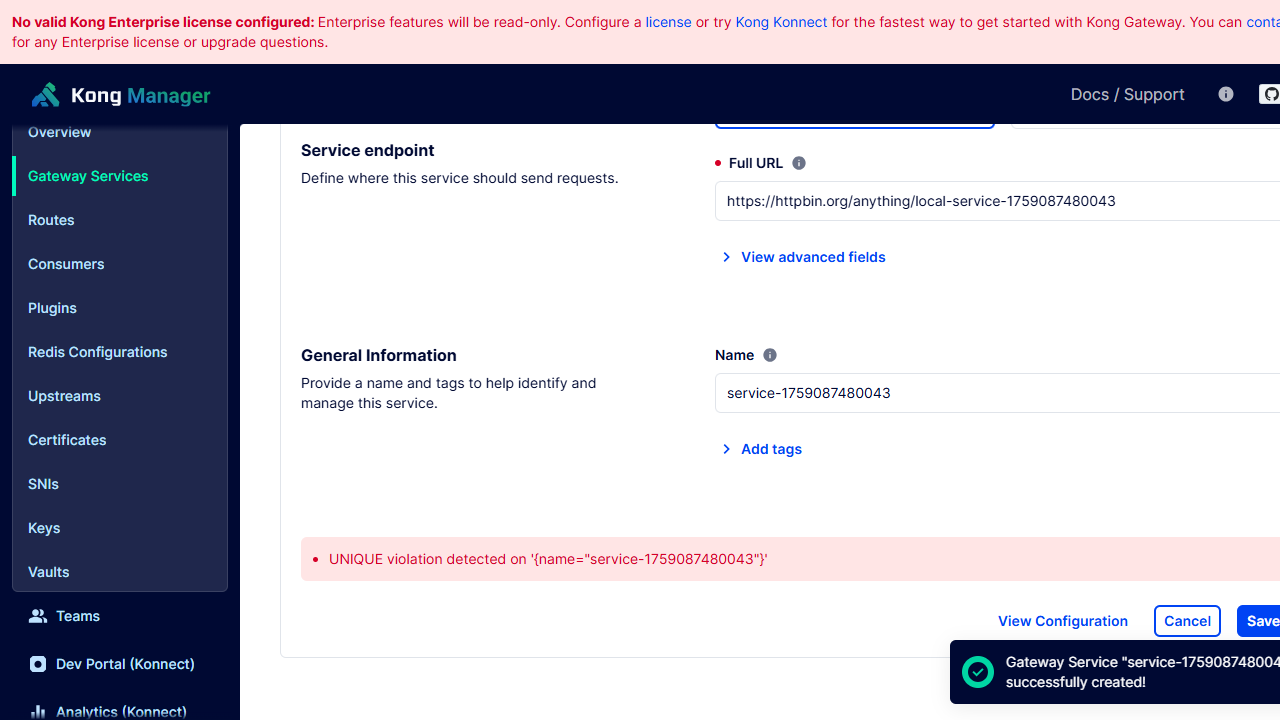 No valid Kong Enterprise license configured: Enterprise features will be read-only. Configure a license or try Kong Konnect for the fastest way to get started with Kong Gateway. You can
for any Enterprise license or upgrade questions.
Kong Manager
Docs / Support
Overview
Gateway Services
Routes
Consumers
Plugins
Redis Configurations
Upstreams
Certificates
SNIs
Keys
Vaults
Teams
Dev Portal (Konnect)
Analytics (Konnect)
Service endpoint
Define where this service should send requests.
Full URL
https://httpbin.org/anything/local-service-1759087480043
View advanced fields
General Information
Provide a name and tags to help identify and
manage this service.
Name
service-1759087480043
Add tags
UNIQUE violation detected on '{name="service-1759087480043"}'
View Configuration
Cancel
Save
Gateway Service "service-175908748004
successfully created!